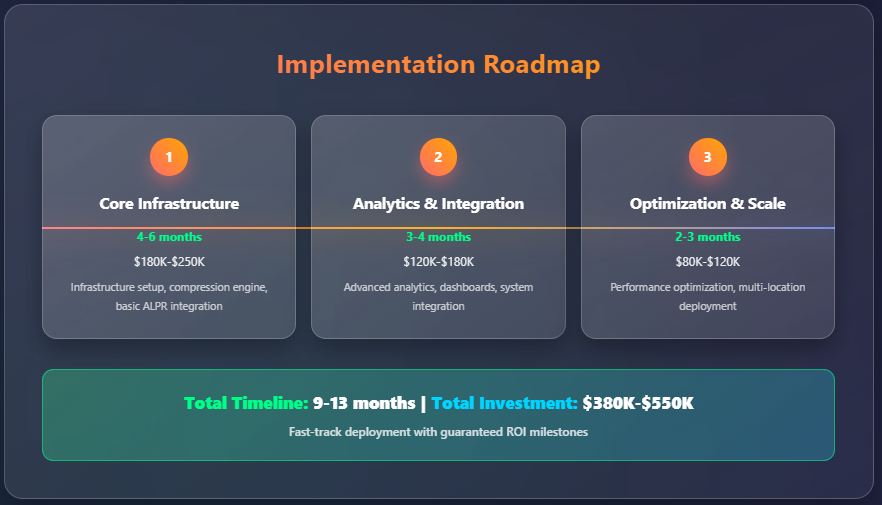 Implementation Roadmap
1
Core Infrastructure
4-6 months
$180K-$250K
Infrastructure setup, compression engine,
basic ALPR integration
2
Analytics & Integration
3-4 months
$120K-$180K
Advanced analytics, dashboards, system
integration
3
Optimization & Scale
2-3 months
$80K-$120K
Performance optimization, multi-location
deployment
Total Timeline: 9-13 months | Total Investment: $380K-$550K
Fast-track deployment with guaranteed ROI milestones